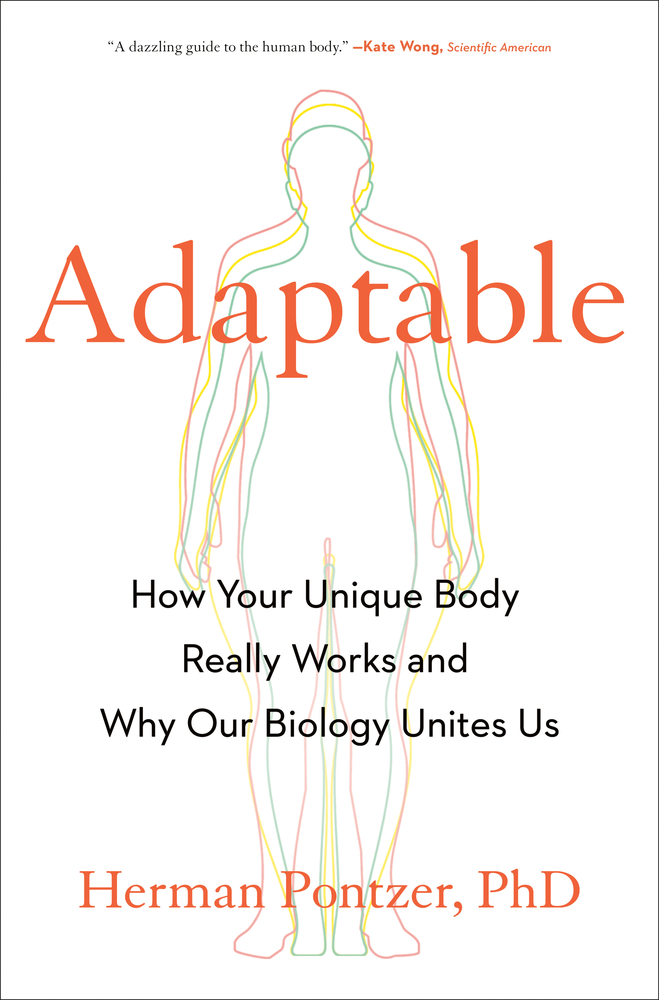 “A dazzling guide to the human body.” —Kate Wong, Scientific American
Adaptable
How Your Unique Body
Really Works and
Why Our Biology Unites Us
Herman Pontzer, PhD